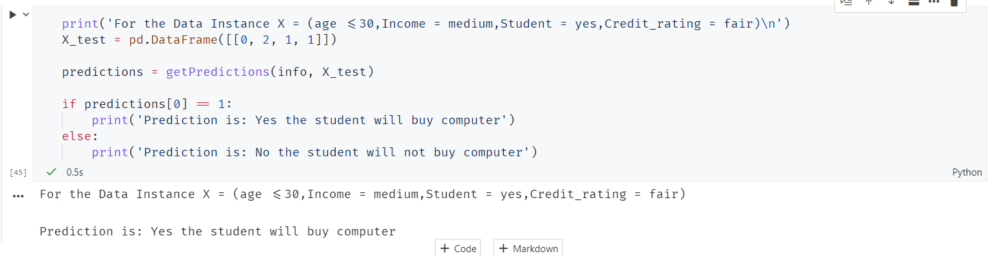 print('For the Data Instance X = (age <=30,Income = medium,Student = yes,Credit_rating = fair)\n')
X_test = pd.DataFrame([[0, 2, 1, 1]])
predictions = getPredictions(info, X_test)
if predictions[0] == 1:
    print('Prediction is: Yes the student will buy computer')
else:
    print('Prediction is: No the student will not buy computer')
[45] 0.5s Python
For the Data Instance X = (age <=30,Income = medium,Student = yes,Credit_rating = fair)
Prediction is: Yes the student will buy computer
+ Code + Markdown